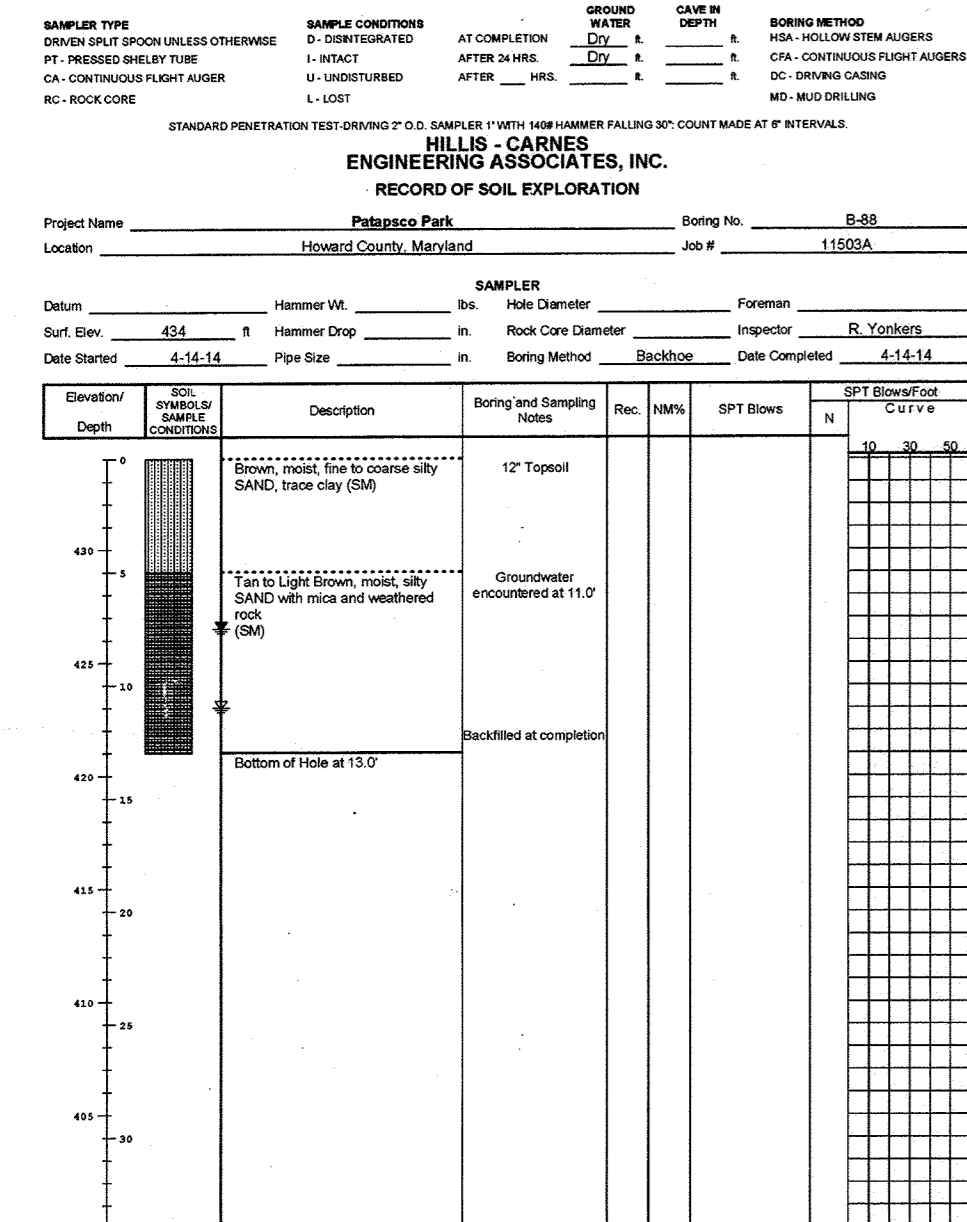 SAMPLER TYPE
DRIVEN SPLIT SPOON UNLESS OTHERWISE
PT - PRESSED SHELBY TUBE
CA - CONTINUOUS FLIGHT AUGER
RC - ROCK CORE
SAMPLE CONDITIONS
D - DISINTEGRATED
I - INTACT
U - UNDISTURBED
L - LOST
GROUND WATER
CAVE IN DEPTH
AT COMPLETION Dry ft. ft.
AFTER 24 HRS. Dry ft. ft.
AFTER HRS. ft. ft.
BORING METHOD
HSA - HOLLOW STEM AUGERS
CFA - CONTINUOUS FLIGHT AUGERS
DC - DRIVING CASING
MD - MUD DRILLING
STANDARD PENETRATION TEST-DRIVING 2" O.D. SAMPLER 1" WITH 140# HAMMER FALLING 30": COUNT MADE AT 6" INTERVALS.
HILLIS - CARNES
ENGINEERING ASSOCIATES, INC.
RECORD OF SOIL EXPLORATION
Project Name Patapsco Park Boring No. B-88
Location Howard County, Maryland Job # 11503A
SAMPLER
Datum Hammer Wt. lbs. Hole Diameter Foreman
Surf. Elev. 434 ft Hammer Drop in. Rock Core Diameter Inspector R. Yonkers
Date Started 4-14-14 Pipe Size in. Boring Method Backhoe Date Completed 4-14-14
Elevation/
Depth
SOIL
SYMBOLS/
SAMPLE
CONDITIONS
Description
Boring and Sampling
Notes
Rec.
NM%
SPT Blows
SPT Blows/Foot
N
Curve
10 30 50
0
Brown, moist, fine to coarse silty
SAND, trace clay (SM)
12" Topsoil
430
5
Tan to Light Brown, moist, silty
SAND with mica and weathered
rock
(SM)
Groundwater
encountered at 11.0'
425
10
Backfilled at completion
Bottom of Hole at 13.0'
420
15
415
20
410
25
405
30